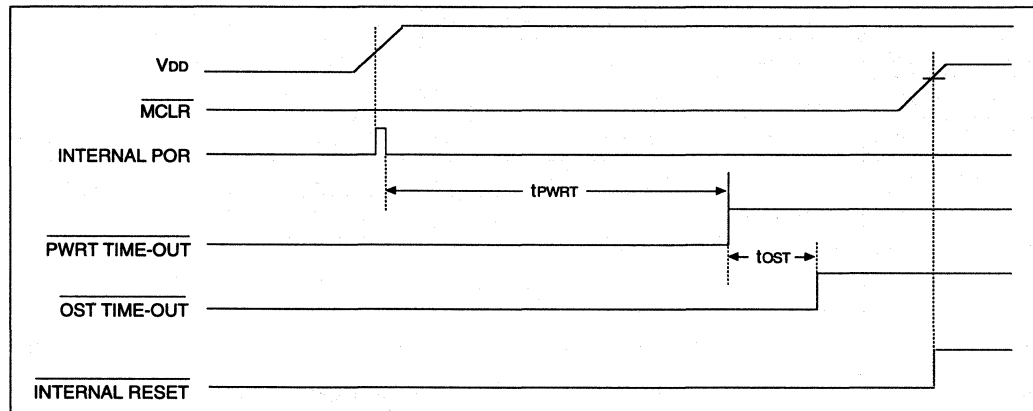 VDD
MCLR
INTERNAL POR
tPWRT
PWRT TIME-OUT
tOST
OST TIME-OUT
INTERNAL RESET